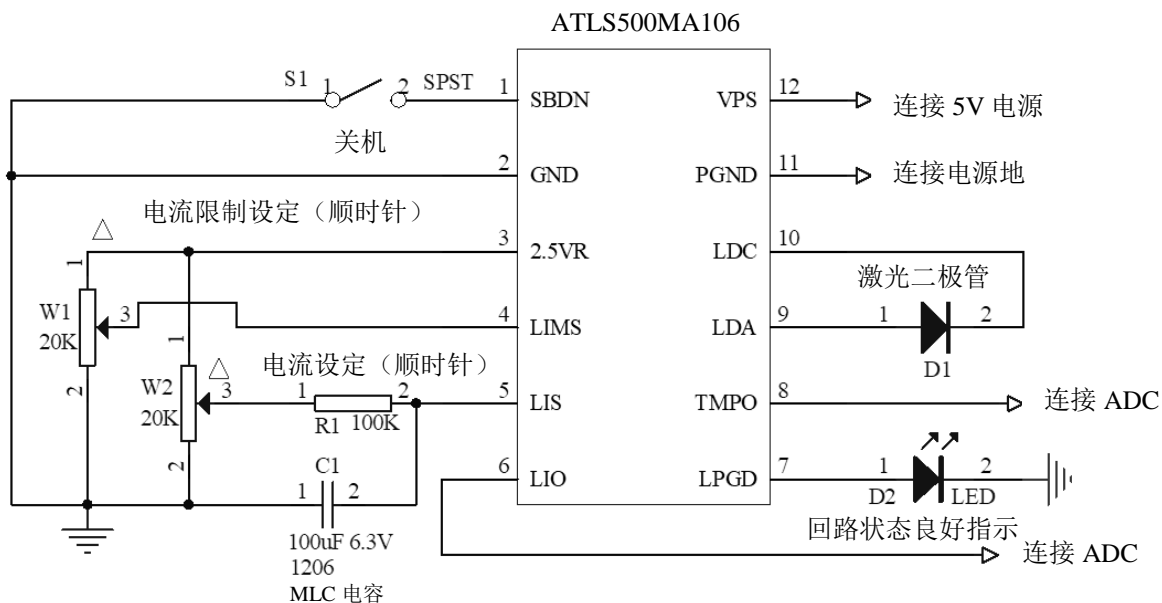 ATLS500MA106
S1 1 2 SPST 1 SBDN VPS 12 连接 5V 电源
关机
2 GND PGND 11 连接电源地
电流限制设定（顺时针）
△
1 3 2.5VR LDC 10
激光二极管
W1 3 4 LIMS LDA 9 1 2
20K
1
D1
电流设定（顺时针）
△
2 W2 3 1 2 5 LIS TMPO 8 连接 ADC
20K R1 100K
2 C1 6 LIO LPGD 7 1 2
1 2 D2 LED
回路状态良好指示
100uF 6.3V 连接 ADC
1206
MLC 电容